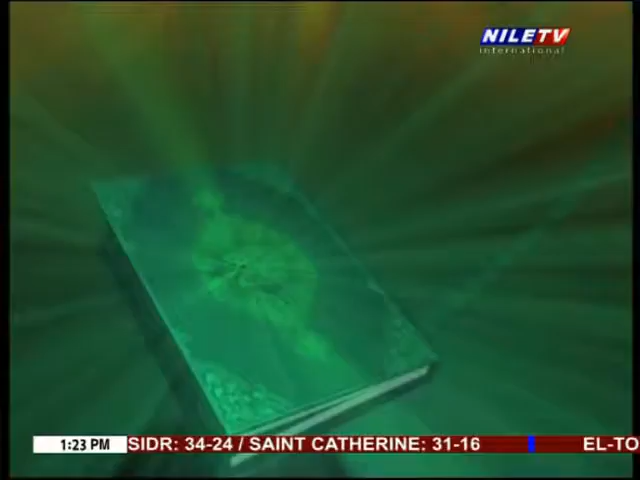 NILETV
international
1:23 PM SIDR: 34-24 / SAINT CATHERINE: 31-16 EL-TO